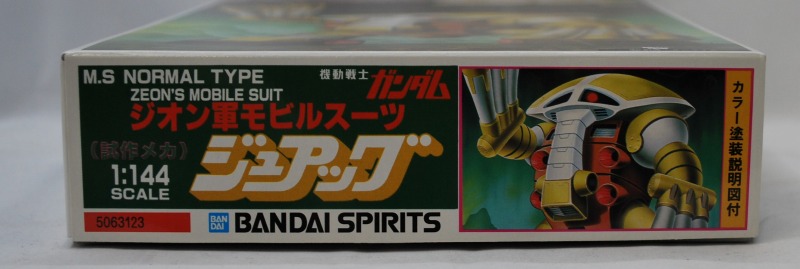 M.S NORMAL TYPE
ZEON'S MOBILE SUIT
機動戦士 ガンダム
ジオン軍モビルスーツ
(試作メカ)
1:144
SCALE
ジュアッグ
5063123
BAN
DAI
BANDAI SPIRITS
カラー塗装説明図付